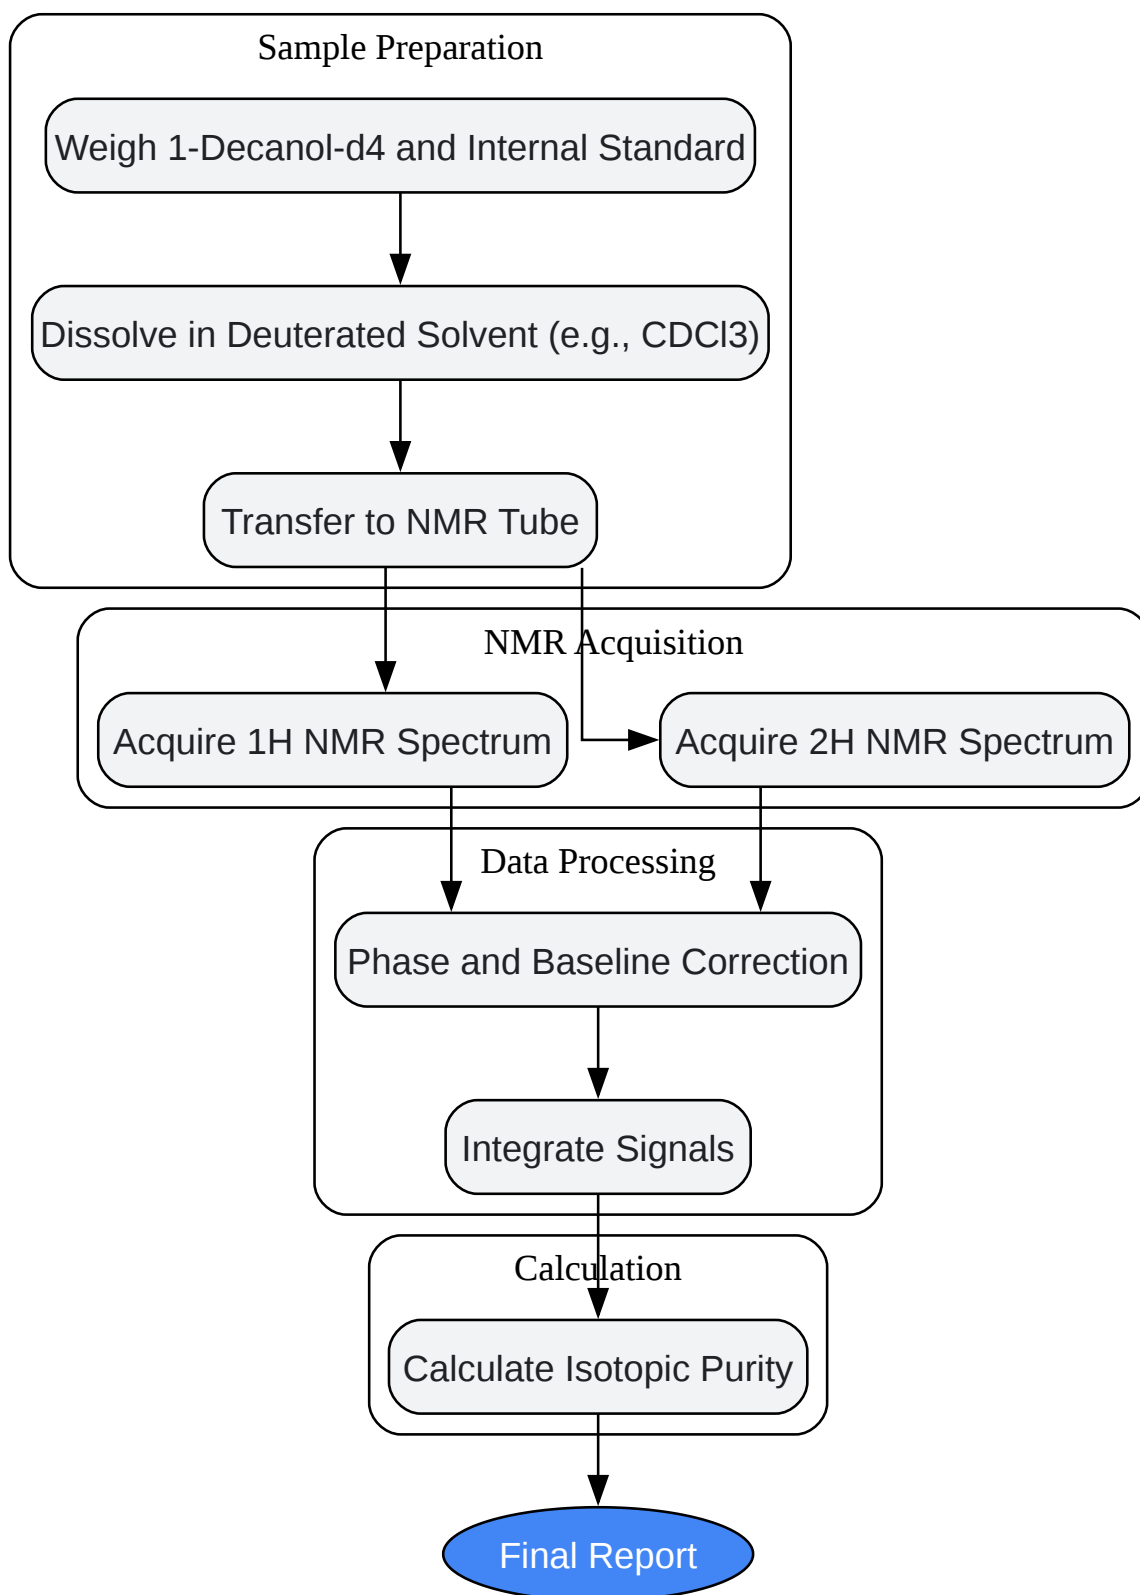 Sample Preparation
Weigh 1-Decanol-d4 and Internal Standard
Dissolve in Deuterated Solvent (e.g., CDCl3)
Transfer to NMR Tube
NMR Acquisition
Acquire 1H NMR Spectrum
Acquire 2H NMR Spectrum
Data Processing
Phase and Baseline Correction
Integrate Signals
Calculation
Calculate Isotopic Purity
Final Report